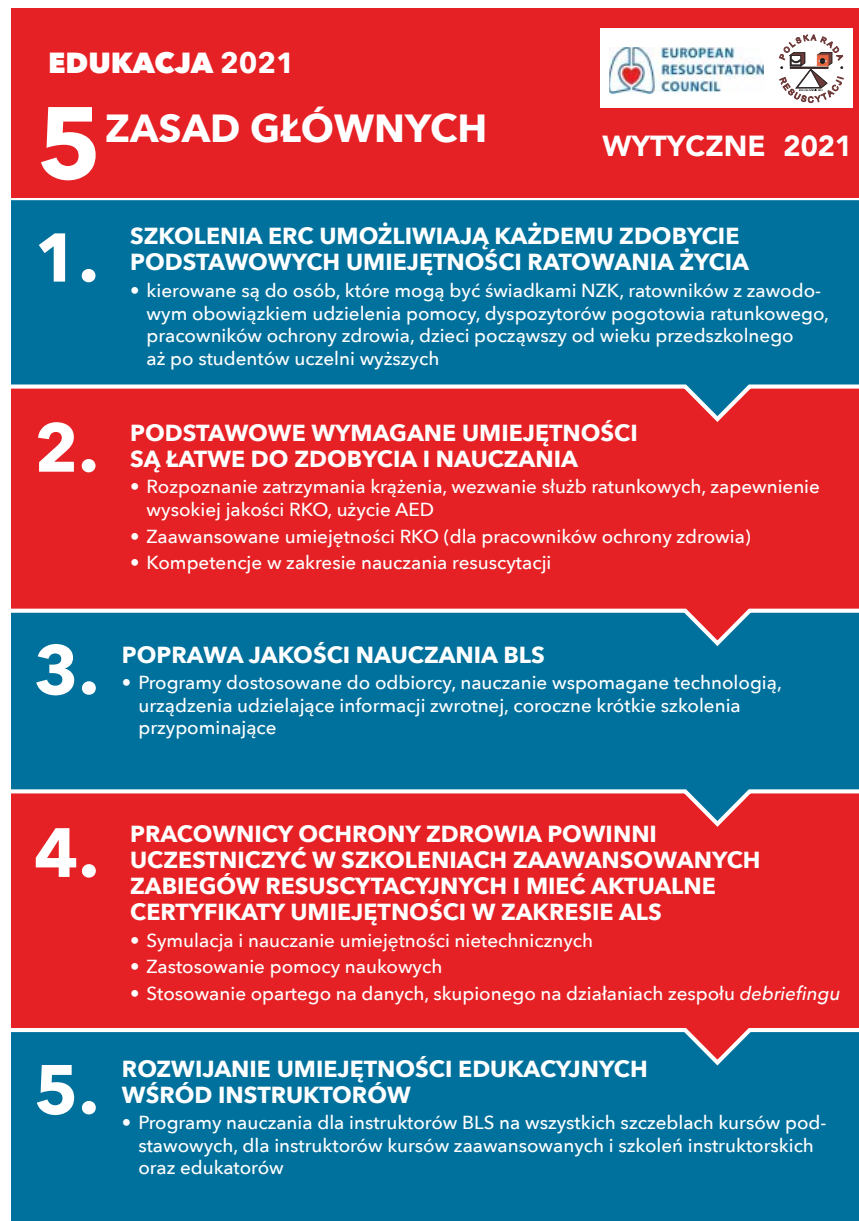 EDUKACJA 2021
5 ZASAD GŁÓWNYCH
EUROPEAN
RESUSCITATION
COUNCIL
POLSKA RADA
RESUSCYTACJI
WYTYCZNE 2021
1.
SZKOLENIA ERC UMOŻLIWIAJĄ KAŻDEMU ZDOBYCIE
PODSTAWOWYCH UMIEJĘTNOŚCI RATOWANIA ŻYCIA
• kierowane są do osób, które mogą być świadkami NZK, ratowników z zawodo-
wym obowiązkiem udzielenia pomocy, dyspozytorów pogotowia ratunkowego,
pracowników ochrony zdrowia, dzieci począwszy od wieku przedszkolnego
aż po studentów uczelni wyższych
2.
PODSTAWOWE WYMAGANE UMIEJĘTNOŚCI
SĄ ŁATWE DO ZDOBYCIA I NAUCZANIA
• Rozpoznanie zatrzymania krążenia, wezwanie służb ratunkowych, zapewnienie
wysokiej jakości RKO, użycie AED
• Zaawansowane umiejętności RKO (dla pracowników ochrony zdrowia)
• Kompetencje w zakresie nauczania resuscytacji
3.
POPRAWA JAKOŚCI NAUCZANIA BLS
• Programy dostosowane do odbiorcy, nauczanie wspomagane technologią,
urządzenia udzielające informacji zwrotnej, coroczne krótkie szkolenia
przypominające
4.
PRACOWNICY OCHRONY ZDROWIA POWINNI
UCZESTNICZYĆ W SZKOLENIACH ZAAWANSOWANYCH
ZABIEGÓW RESUSCYTACYJNYCH I MIEĆ AKTUALNE
CERTYFIKATY UMIEJĘTNOŚCI W ZAKRESIE ALS
• Symulacja i nauczanie umiejętności nietechnicznych
• Zastosowanie pomocy naukowych
• Stosowanie opartego na danych, skupionego na działaniach zespołu debriefingu
5.
ROZWIJANIE UMIEJĘTNOŚCI EDUKACYJNYCH
WŚRÓD INSTRUKTORÓW
• Programy nauczania dla instruktorów BLS na wszystkich szczeblach kursów pod-
stawowych, dla instruktorów kursów zaawansowanych i szkoleń instruktorskich
oraz edukatorów